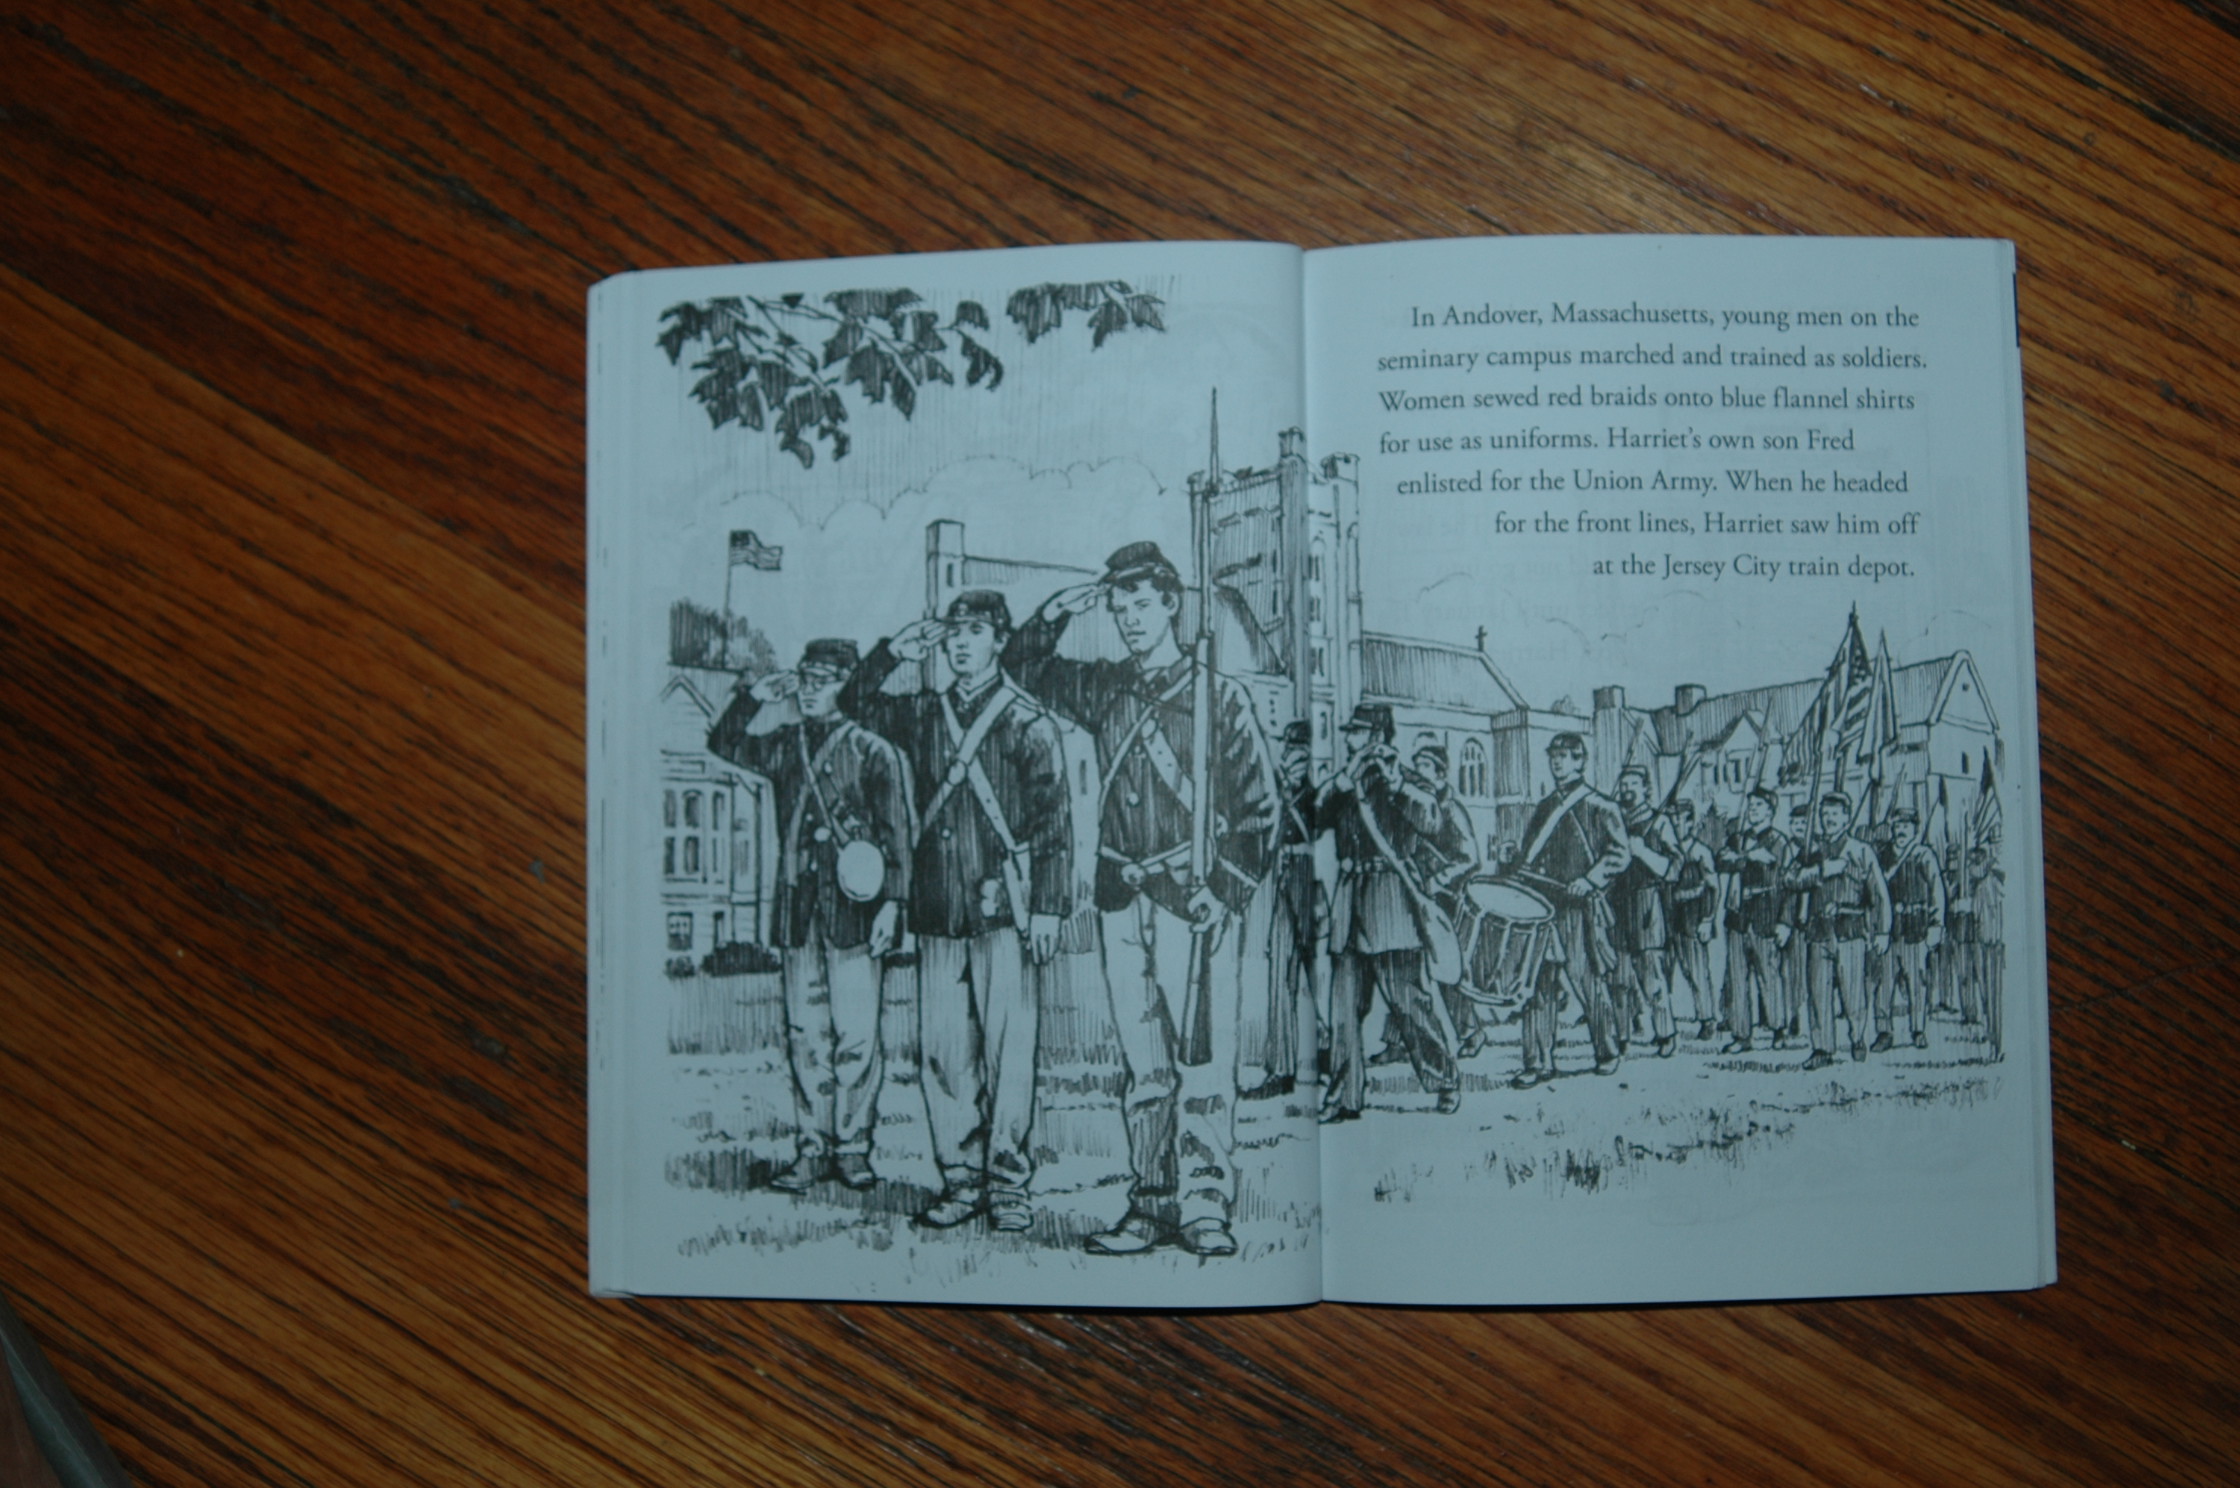 In Andover, Massachusetts, young men on the
seminary campus marched and trained as soldiers.
Women sewed red braids onto blue flannel shirts
for use as uniforms. Harriet’s own son Fred
enlisted for the Union Army. When he headed
for the front lines, Harriet saw him off
at the Jersey City train depot.